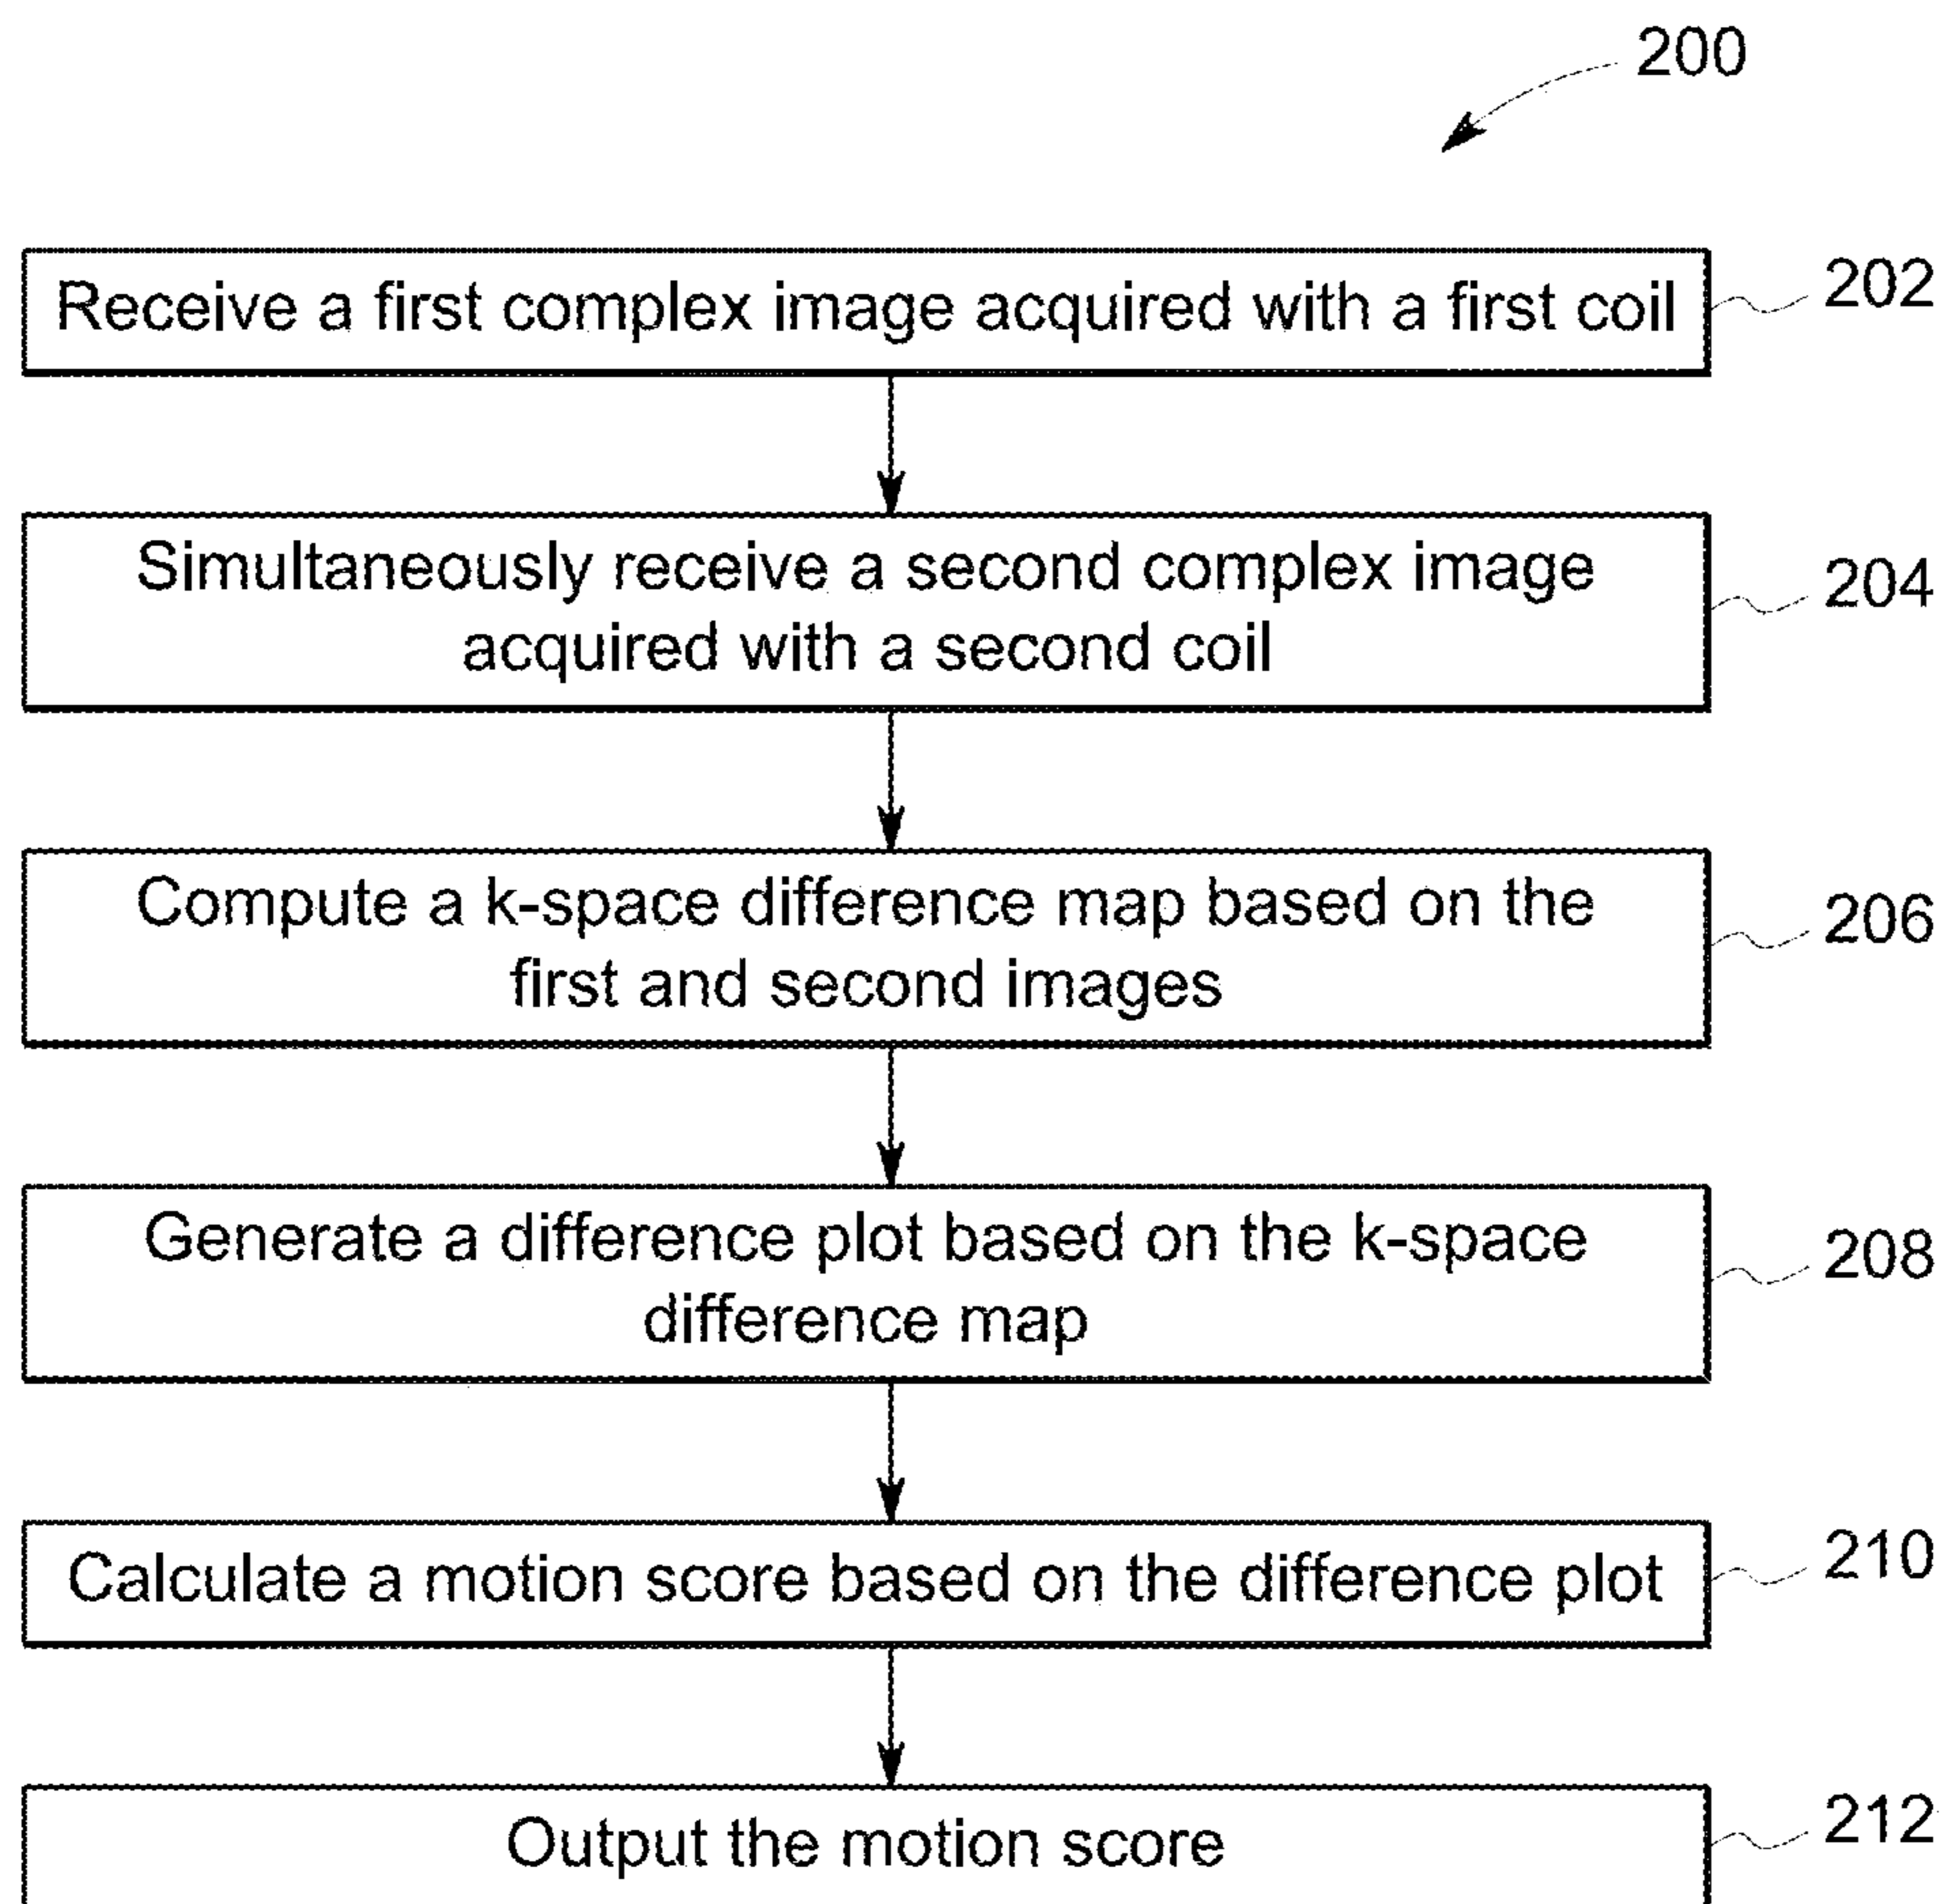 200
Receive a first complex image acquired with a first coil
202
Simultaneously receive a second complex image
acquired with a second coil
204
Compute a k-space difference map based on the
first and second images
206
Generate a difference plot based on the k-space
difference map
208
Calculate a motion score based on the difference plot
210
Output the motion score
212